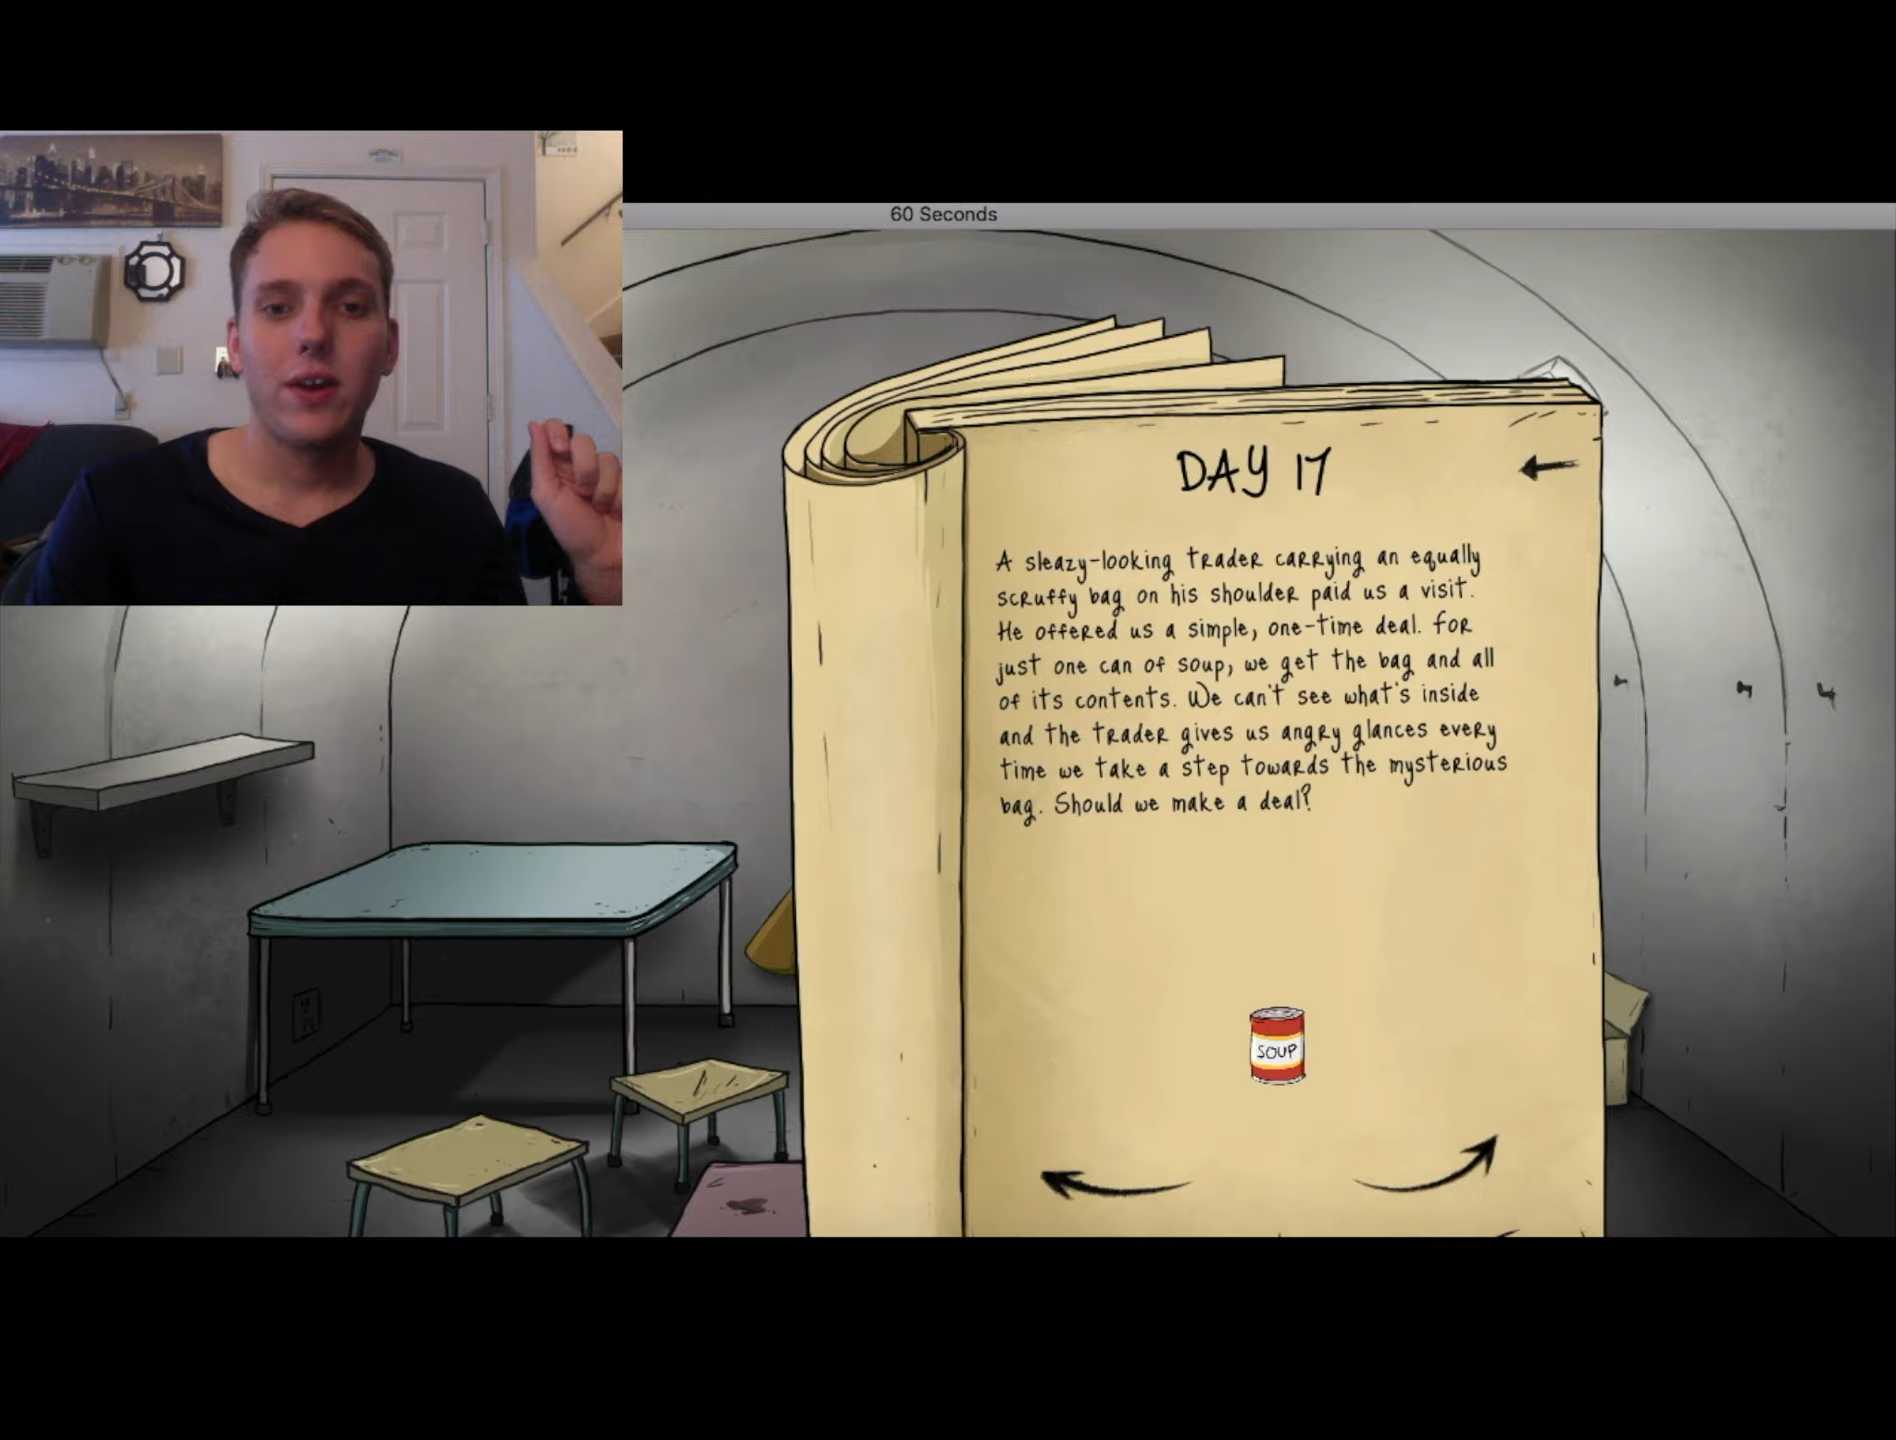 60 Seconds
DAY 17
A sleazy-looking trader carrying an equally
scruffy bag on his shoulder paid us a visit.
He offered us a simple, one-time deal. For
just one can of soup, we get the bag and all
of its contents. We can't see what's inside
and the trader gives us angry glances every
time we take a step towards the mysterious
bag. Should we make a deal?
SOUP